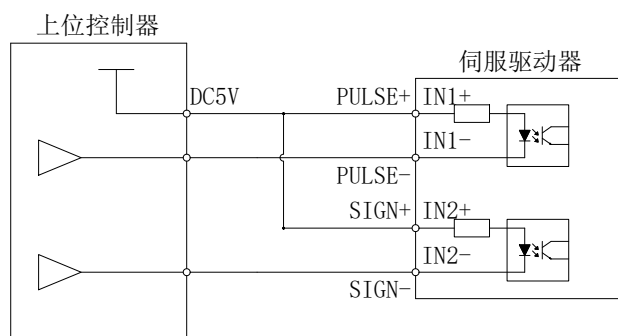 上位控制器
伺服驱动器
DC5V
PULSE+
IN1+
IN1-
PULSE-
SIGN+
IN2+
IN2-
SIGN-